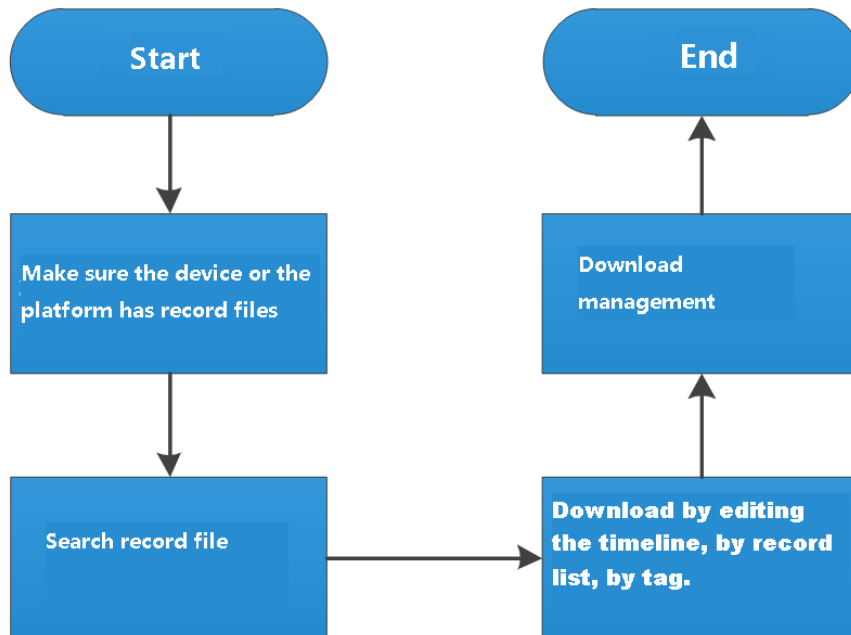 Start
Make sure the device or the
platform has record files
Search record file
Download by editing
the timeline, by record
list, by tag.
Download
management
End